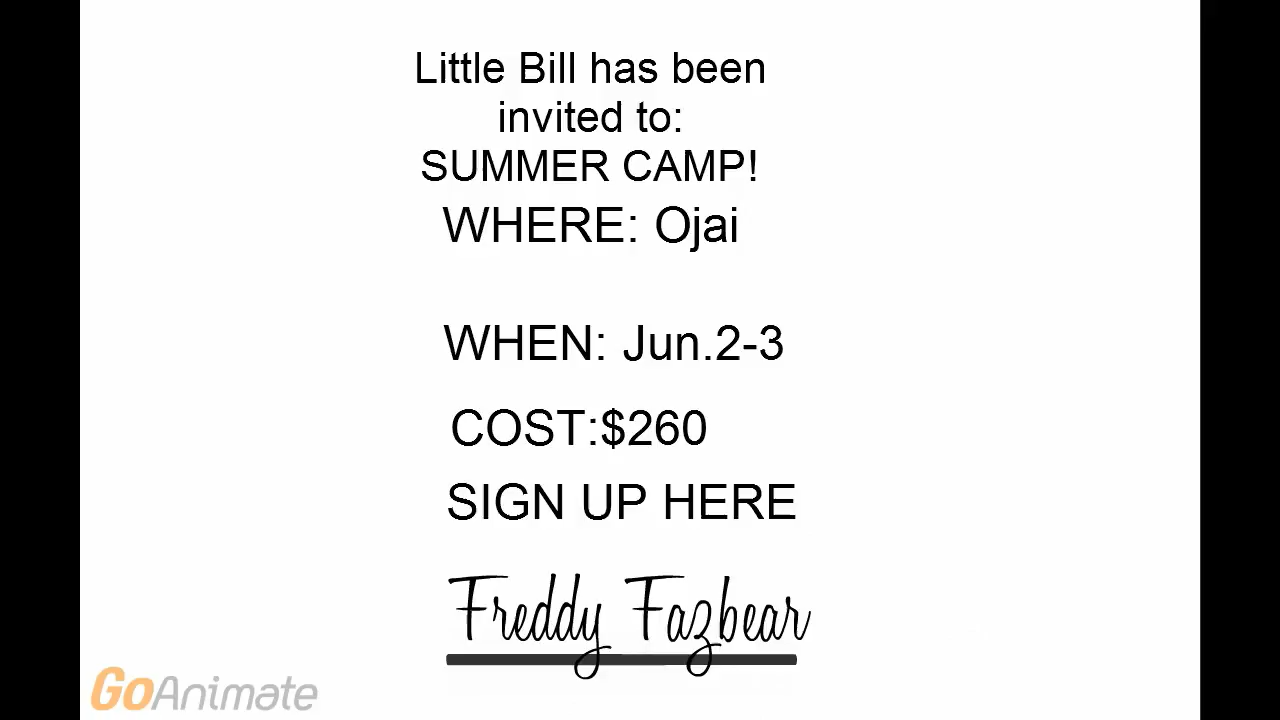 Little Bill has been
invited to:
SUMMER CAMP!
WHERE: Ojai
WHEN: Jun.2-3
COST:$260
SIGN UP HERE
Freddy Fazbear
GoAnimate